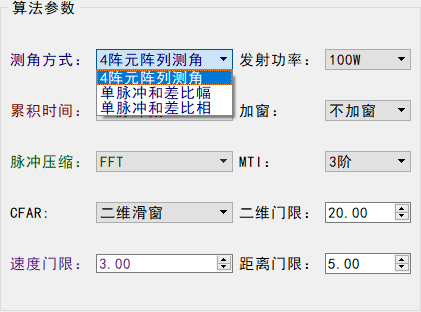 算法参数
测角方式： 4阵元阵列测角 发射功率： 100W
4阵元阵列测角
单脉冲和差比幅
单脉冲和差比相
累积时间： 加窗： 不加窗
脉冲压缩： FFT MTI： 3阶
CFAR: 二维滑窗 二维门限： 20.00
速度门限： 3.00 距离门限： 5.00